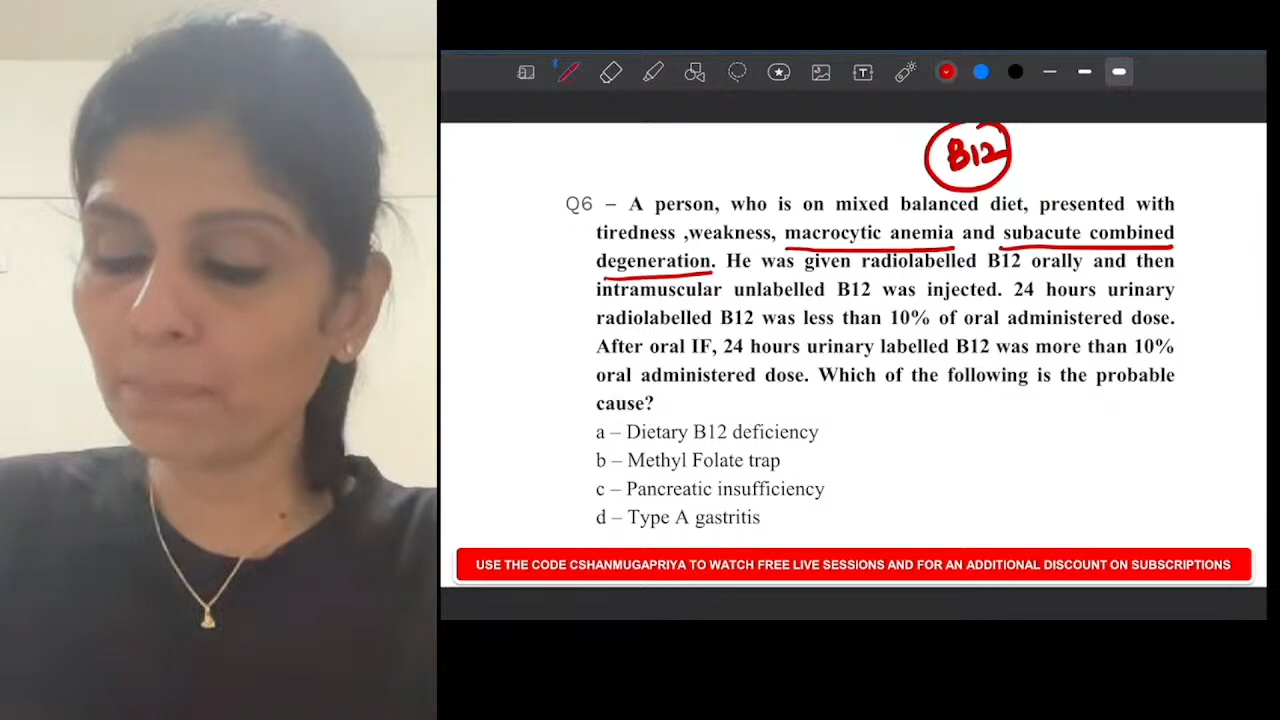 B12
Q6 – A person, who is on mixed balanced diet, presented with
tiredness ,weakness, macrocytic anemia and subacute combined
degeneration. He was given radiolabelled B12 orally and then
intramuscular unlabelled B12 was injected. 24 hours urinary
radiolabelled B12 was less than 10% of oral administered dose.
After oral IF, 24 hours urinary labelled B12 was more than 10%
oral administered dose. Which of the following is the probable
cause?
a – Dietary B12 deficiency
b – Methyl Folate trap
c – Pancreatic insufficiency
d – Type A gastritis
USE THE CODE CSHANMUGAPRIYA TO WATCH FREE LIVE SESSIONS AND FOR AN ADDITIONAL DISCOUNT ON SUBSCRIPTIONS